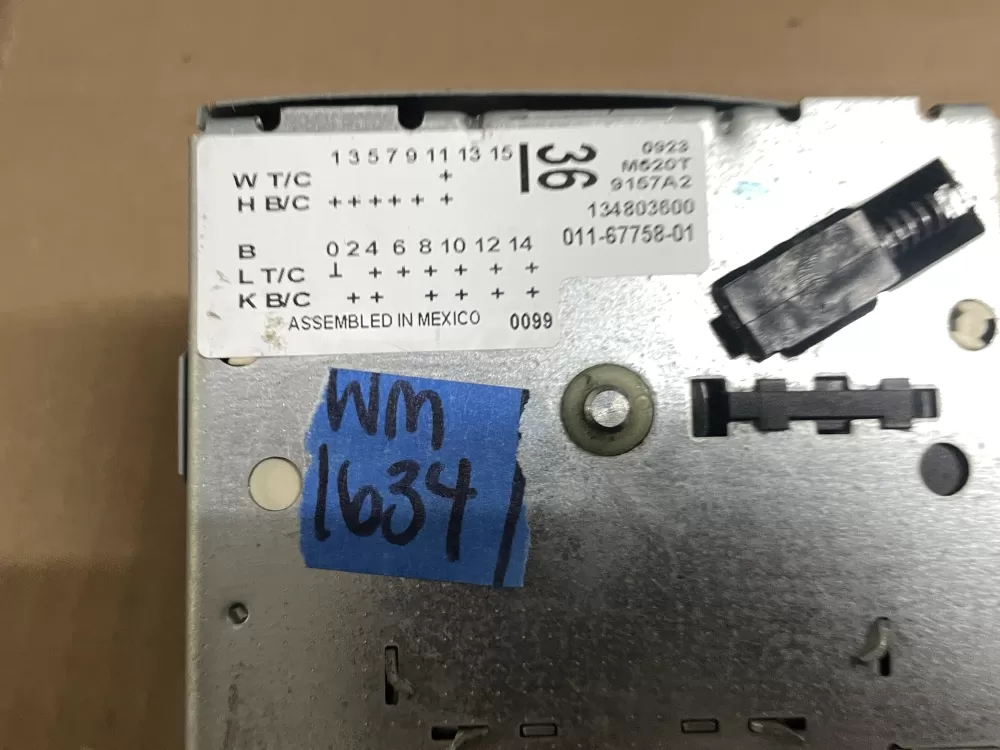 1 3 5 7 9 11 13 15
W T/C +
H B/C + + + + + +
B 0 2 4 6 8 10 12 14
L T/C ⊥ + + + + + +
K B/C + + + + + +
ASSEMBLED IN MEXICO 0099
36
0923
M520T
9157A2
134803600
011-67758-01
WM
1634